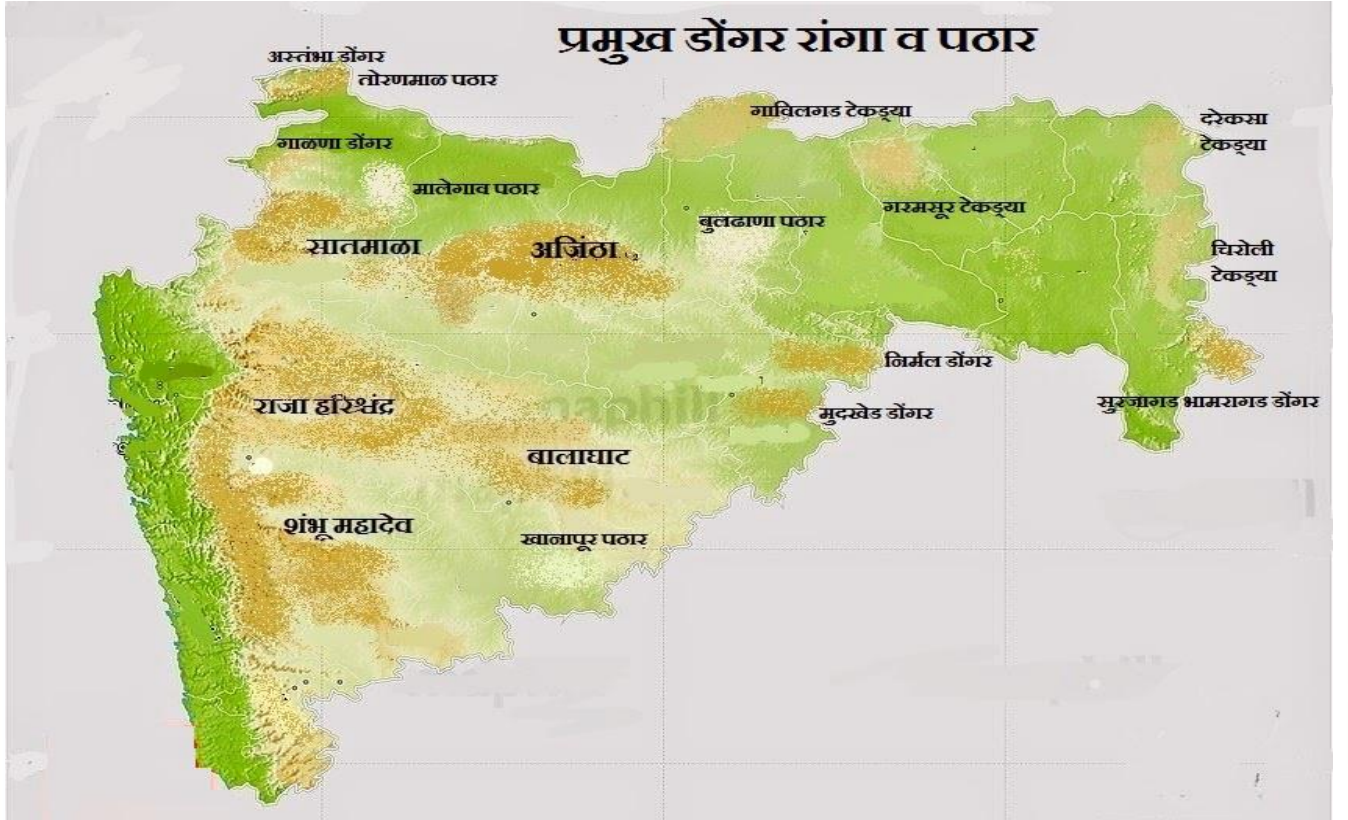 प्रमुख डोंगर रांगा व पठार
अस्तंभा डोंगर
तोरणमाळ पठार
गाविलगड टेकड्या
दरेकसा
टेकड्या
गाळणा डोंगर
मालेगाव पठार
गरमसूर टेकड्या
बुलढाणा पठार
सातमाळा
अजिंठा
चिरोली
टेकड्या
निर्मल डोंगर
राजा हरिश्चंद्र
मुदखेड डोंगर
सुरजागड भामरागड डोंगर
बालाघाट
शंभू महादेव
खानापूर पठार